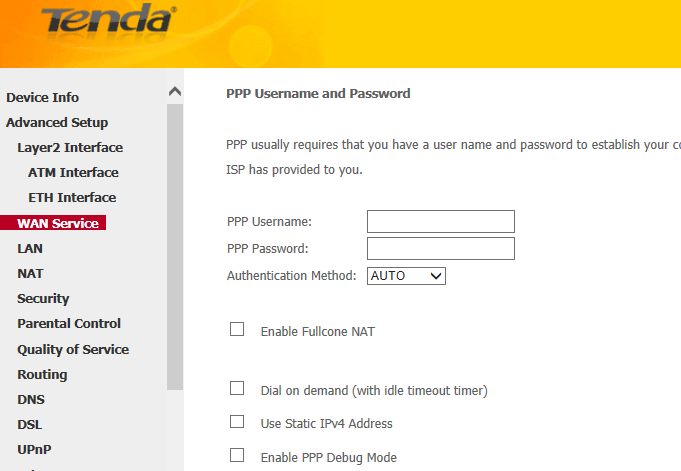 Tenda®
Device Info
Advanced Setup
Layer2 Interface
ATM Interface
ETH Interface
WAN Service
LAN
NAT
Security
Parental Control
Quality of Service
Routing
DNS
DSL
UPnP
PPP Username and Password
PPP usually requires that you have a user name and password to establish your
ISP has provided to you.
PPP Username:
PPP Password:
Authentication Method: AUTO
Enable Fullcone NAT
Dial on demand (with idle timeout timer)
Use Static IPv4 Address
Enable PPP Debug Mode